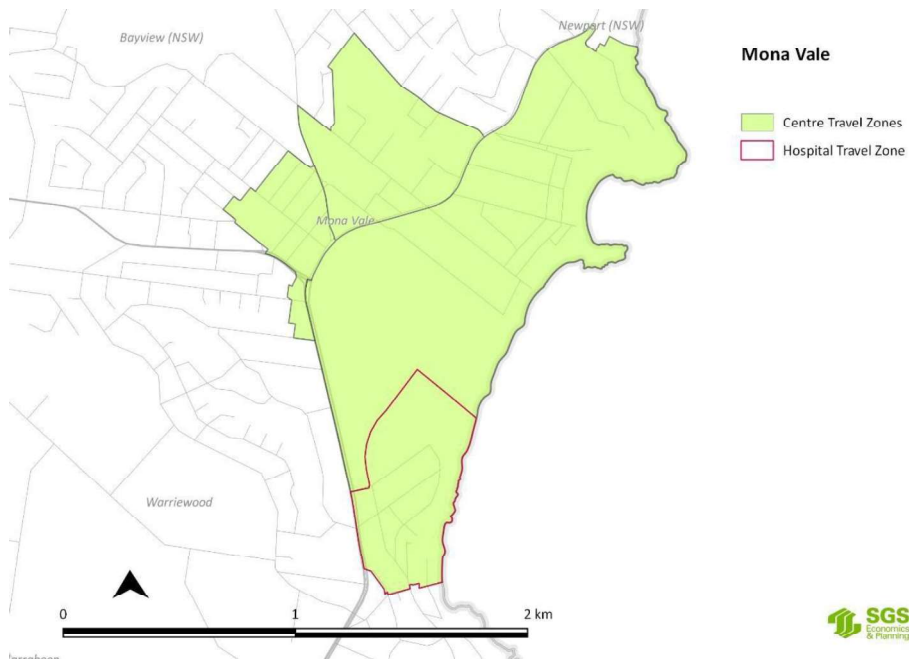 Newport (NSW)
Bayview (NSW)
Mona Vale
Centre Travel Zones
Hospital Travel Zone
Mona Vale
Warriewood
0 1 2 km
SGS
Economics
& Planning